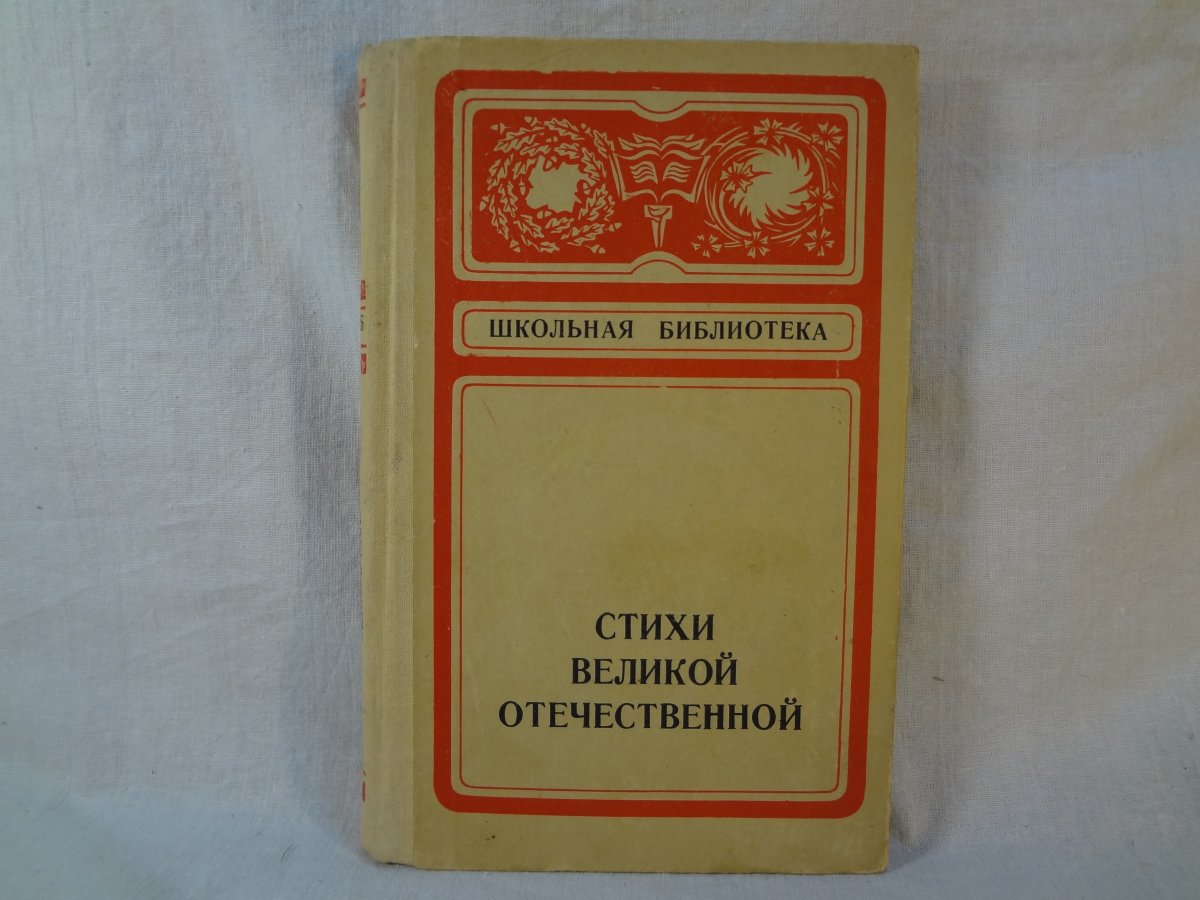 ШКОЛЬНАЯ БИБЛИОТЕКА
СТИХИ
ВЕЛИКОЙ
ОТЕЧЕСТВЕННОЙ